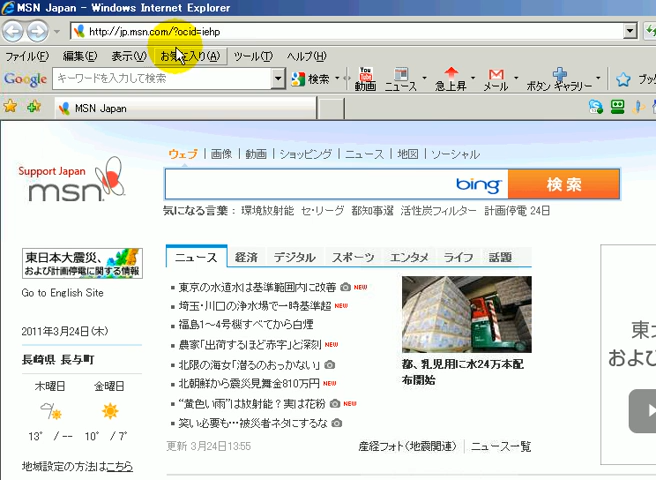 MSN Japan - Windows Internet Explorer
http://jp.msn.com/?ocid=iehp
ファイル(F) 編集(E) 表示(V) お気に入り(A) ツール(T) ヘルプ(H)
Google キーワードを入力して検索 検索 You Tube 動画 ニュース 急上昇 メール ボタン ギャラリー
MSN Japan
ウェブ | 画像 | 動画 | ショッピング | ニュース | 地図 | ソーシャル
Support Japan
msn
bing 検索
気になる言葉： 環境放射能 セ・リーグ 都知事選 活性炭フィルター 計画停電 24日
東日本大震災、
および計画停電に関する情報
Go to English Site
2011年3月24日(木)
長崎県 長与町
木曜日 金曜日
13° / -- 10° / 7°
地域設定の方法はこちら
ニュース 経済 デジタル スポーツ エンタメ ライフ 話題
東京の水道水は基準範囲内に改善 NEW
埼玉・川口の浄水場で一時基準超 NEW
福島1～4号機すべてから白煙
農家「出荷するほど赤字」と深刻 NEW
北限の海女「潜るのおっかない」
北朝鮮から震災見舞金810万円 NEW
“黄色い雨”は放射能？実は花粉 NEW
笑い必要も…被災者ネタにするな
都、乳児用に水24万本配
布開始
更新 3月24日13:55
産経フォト(地震関連) | ニュース一覧